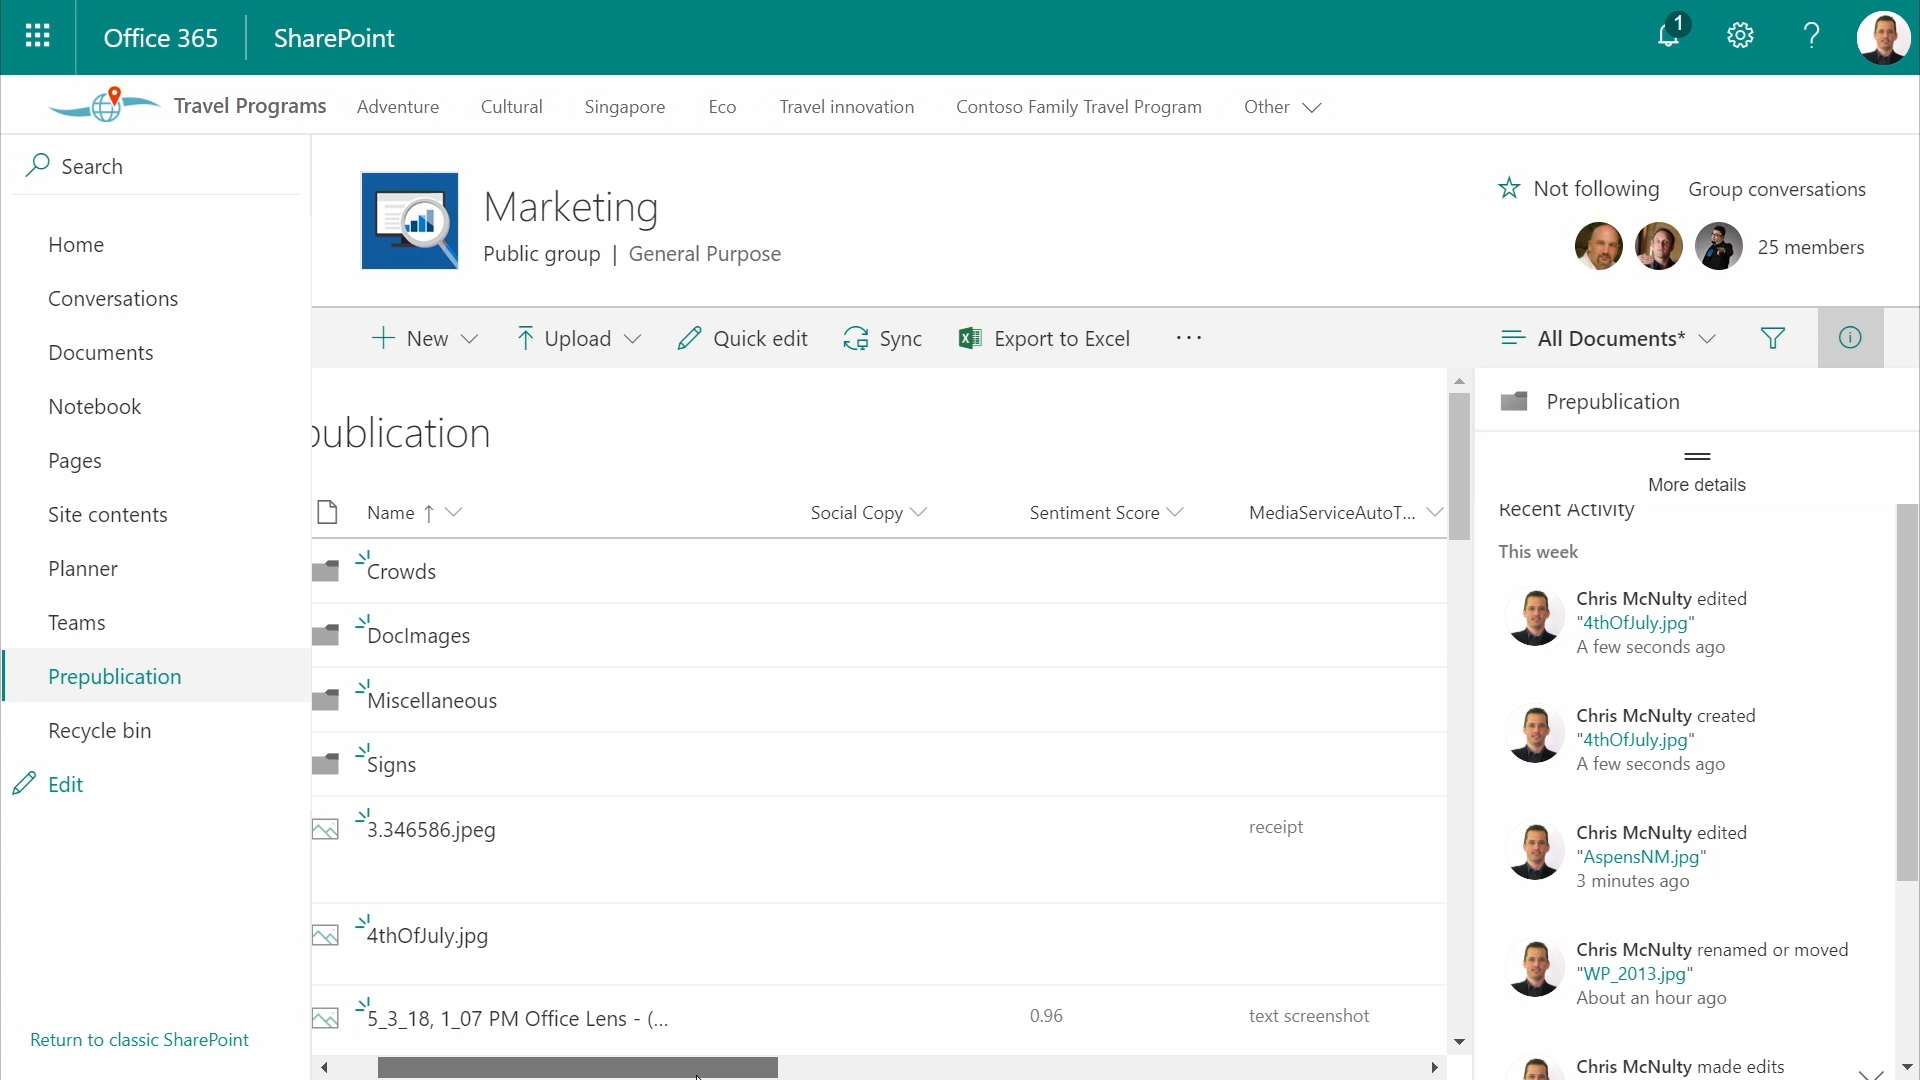 Office 365
SharePoint
1
Travel Programs
Adventure
Cultural
Singapore
Eco
Travel innovation
Contoso Family Travel Program
Other
Search
Home
Conversations
Documents
Notebook
Pages
Site contents
Planner
Teams
Prepublication
Recycle bin
Edit
Return to classic SharePoint
Marketing
Public group | General Purpose
Not following
Group conversations
25 members
New
Upload
Quick edit
Sync
Export to Excel
...
All Documents*
publication
Name
Social Copy
Sentiment Score
MediaServiceAutoT...
Crowds
DocImages
Miscellaneous
Signs
3.346586.jpeg
receipt
4thOfJuly.jpg
5_3_18, 1_07 PM Office Lens - (...
0.96
text screenshot
Prepublication
More details
Recent Activity
This week
Chris McNulty edited
"4thOfJuly.jpg"
A few seconds ago
Chris McNulty created
"4thOfJuly.jpg"
A few seconds ago
Chris McNulty edited
"AspensNM.jpg"
3 minutes ago
Chris McNulty renamed or moved
"WP_2013.jpg"
About an hour ago
Chris McNulty made edits